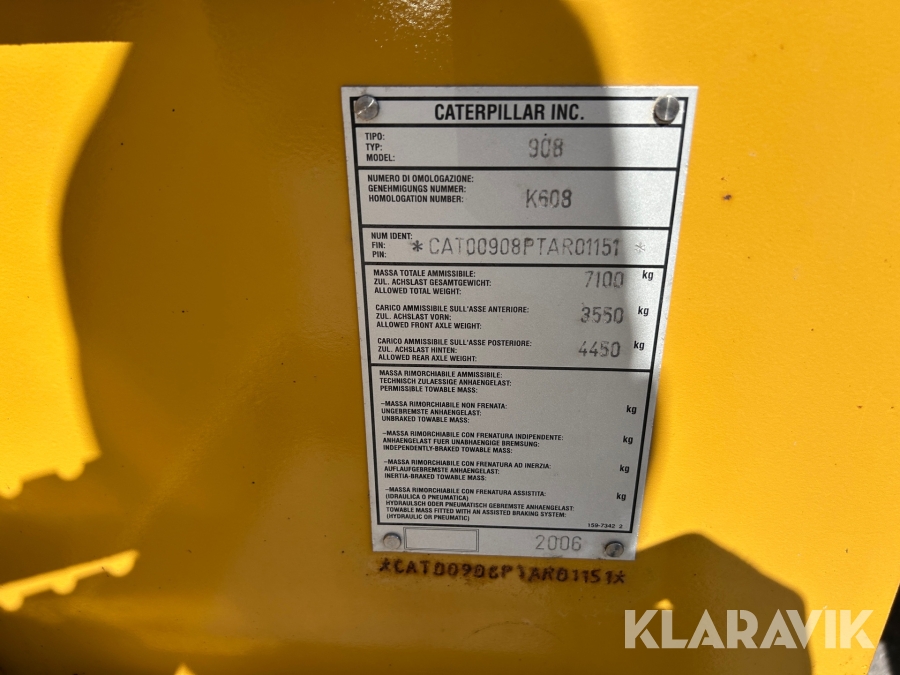 CATERPILLAR INC.
TIPO:
TYP:
MODEL:
908
NUMERO DI OMOLOGAZIONE:
GENEHMIGUNGS NUMMER:
HOMOLOGATION NUMBER:
K608
NUM IDENT:
FIN:
PIN:
*CAT00908PTAR01151*
MASSA TOTALE AMMISSIBILE:
ZUL. ACHSLAST GESAMTGEWICHT:
ALLOWED TOTAL WEIGHT:
7100 kg
CARICO AMMISSIBILE SULL'ASSE ANTERIORE:
ZUL. ACHSLAST VORN:
ALLOWED FRONT AXLE WEIGHT:
3550 kg
CARICO AMMISSIBILE SULL'ASSE POSTERIORE:
ZUL. ACHSLAST HINTEN:
ALLOWED REAR AXLE WEIGHT:
4450 kg
MASSA RIMORCHIABILE AMMISSIBILE:
TECHNISCH ZULAESSIGE ANHAENGELAST:
PERMISSIBLE TOWABLE MASS:
–MASSA RIMORCHIABILE NON FRENATA:
UNGEBREMSTE ANHAENGELAST:
UNBRAKED TOWABLE MASS:
kg
–MASSA RIMORCHIABILE CON FRENATURA INDIPENDENTE:
ANHAENGELAST FUER UNABHAENGIGE BREMSUNG:
INDEPENDENTLY-BRAKED TOWABLE MASS:
kg
–MASSA RIMORCHIABILE CON FRENATURA AD INERZIA:
AUFLAUFGEBREMSTE ANHAENGELAST:
INERTIA-BRAKED TOWABLE MASS:
kg
–MASSA RIMORCHIABILE CON FRENATURA ASSISTITA:
(IDRAULICA O PNEUMATICA)
HYDRAULSCH ODER PNEUMATISCH GEBREMSTE ANHAENGELAST:
TOWABLE MASS FITTED WITH AN ASSISTED BRAKING SYSTEM:
(HYDRAULIC OR PNEUMATIC)
kg
159-7342 2
2006
*CAT00908PTAR01151*
KLARAVIK